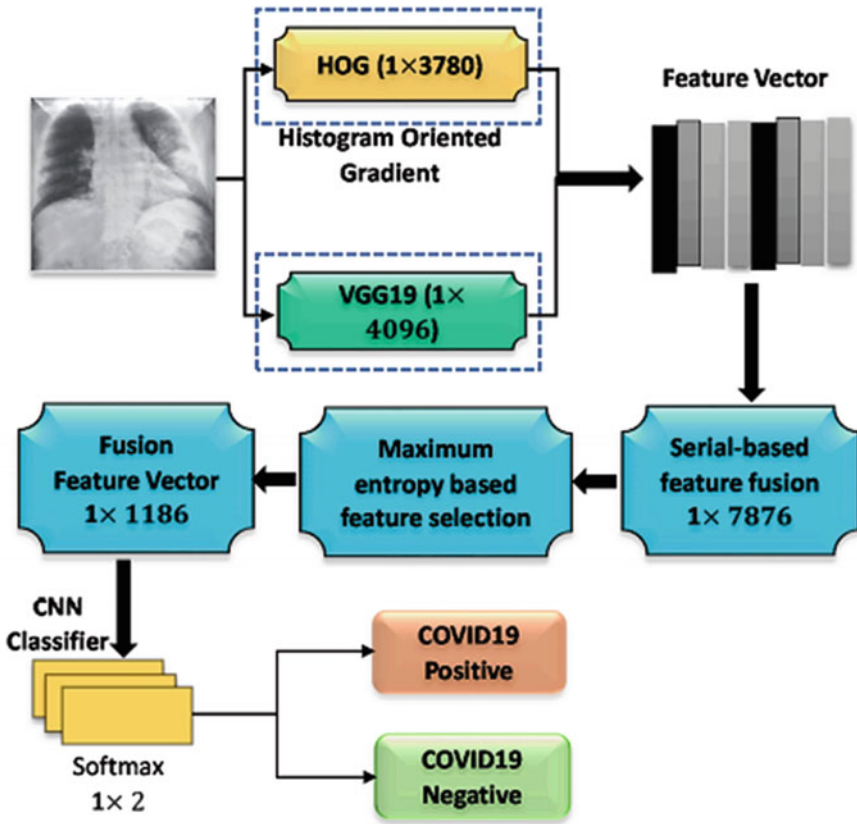 HOG (1×3780)
Histogram Oriented
Gradient
VGG19 (1×
4096)
Feature Vector
Serial-based
feature fusion
1× 7876
Maximum
entropy based
feature selection
Fusion
Feature Vector
1× 1186
CNN
Classifier
Softmax
1× 2
COVID19
Positive
COVID19
Negative